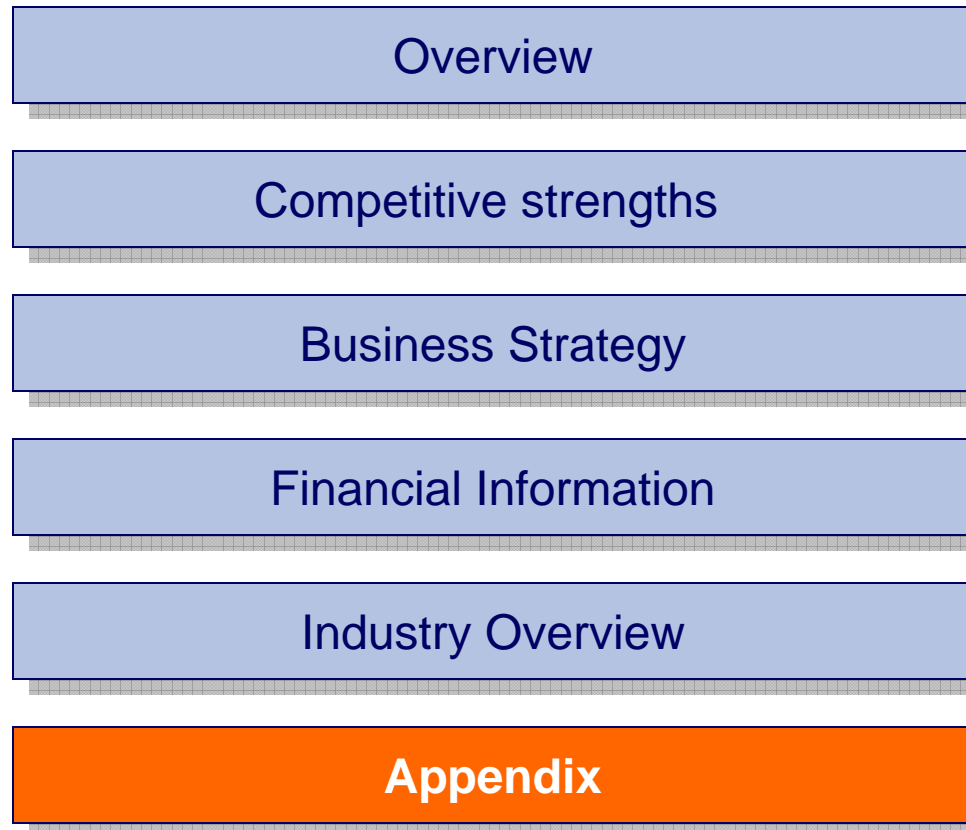 Overview
Competitive strengths
Business Strategy
Financial Information
Industry Overview
Appendix